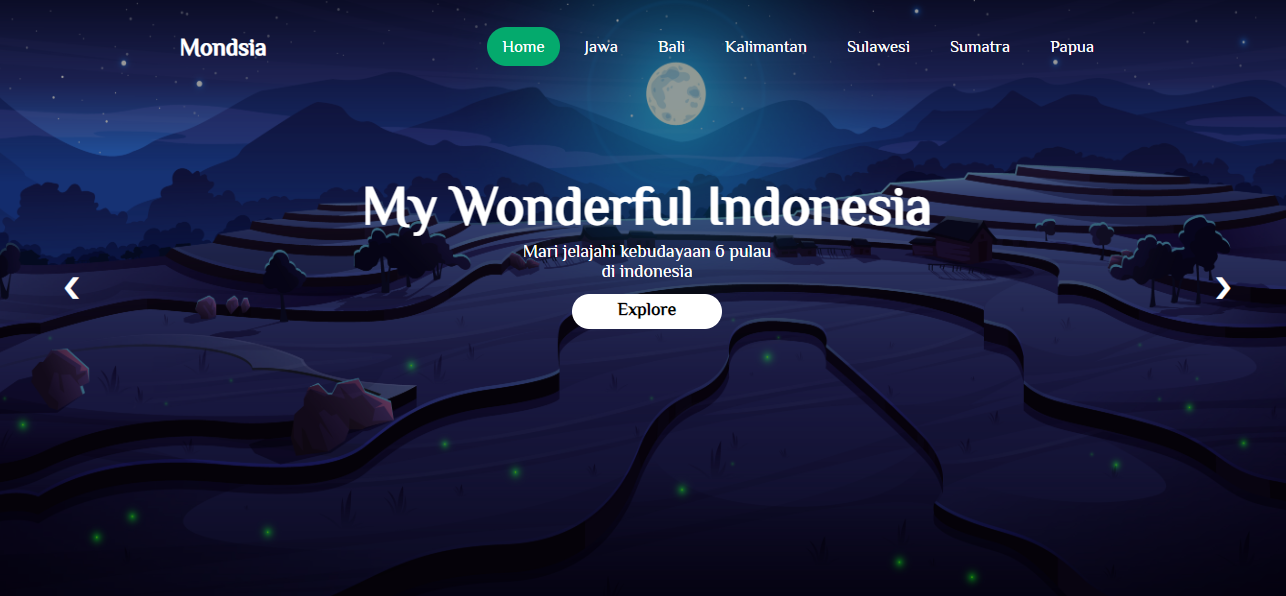 Mondsia
Home Jawa Bali Kalimantan Sulawesi Sumatra Papua
My Wonderful Indonesia
Mari jelajahi kebudayaan 6 pulau
di indonesia
Explore